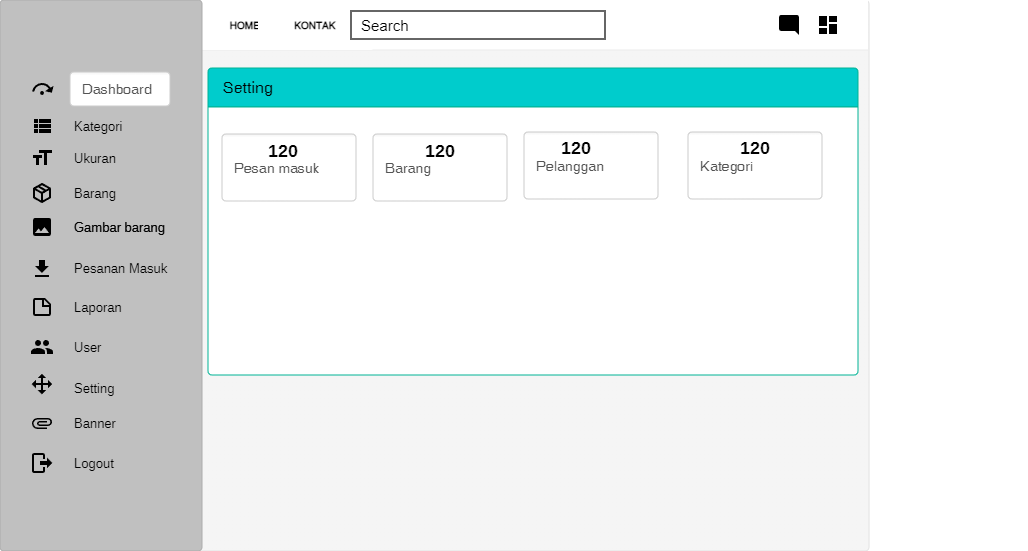 HOME
KONTAK
Search
Dashboard
Kategori
Ukuran
Barang
Gambar barang
Pesanan Masuk
Laporan
User
Setting
Banner
Logout
Setting
120
Pesan masuk
120
Barang
120
Pelanggan
120
Kategori